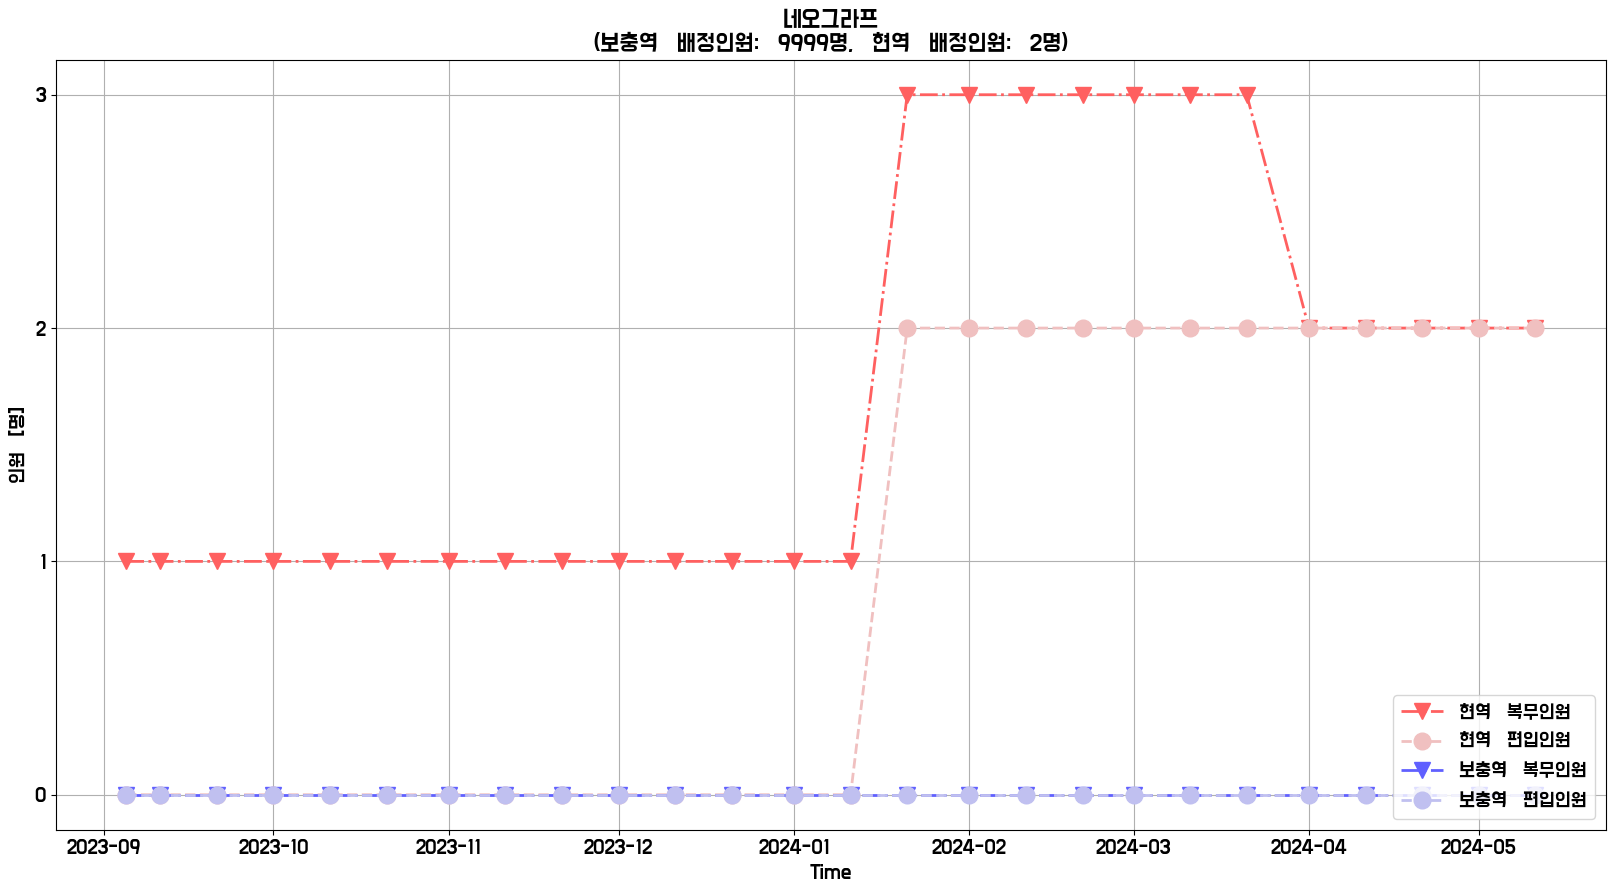 네오그라프
(보충역 배정인원: 9999명, 현역 배정인원: 2명)
3
2
1
0
인원 [명]
2023-09 2023-10 2023-11 2023-12 2024-01 2024-02 2024-03 2024-04 2024-05
Time
현역 복무인원
현역 편입인원
보충역 복무인원
보충역 편입인원